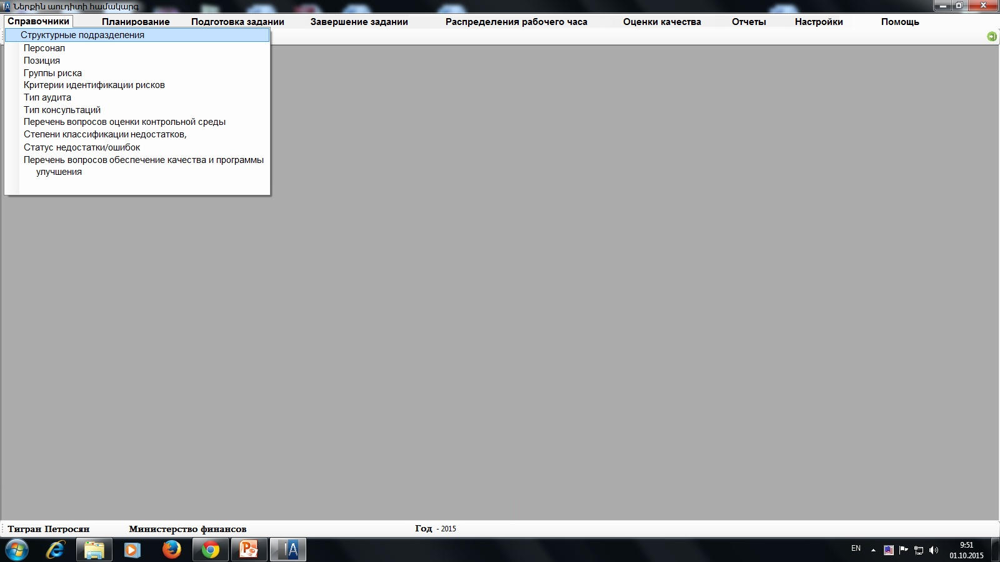 Ներքին աուդիտի համակարգ
Справочники Планирование Подготовка задании Завершение задании Распределения рабочего часа Оценки качества Отчеты Настройки Помощь
Структурные подразделения
Персонал
Позиция
Группы риска
Критерии идентификации рисков
Тип аудита
Тип консультаций
Перечень вопросов оценки контрольной среды
Степени классификации недостатков,
Статус недостатки/ошибок
Перечень вопросов обеспечение качества и программы
улучшения
Тигран Петросян Министерство финансов Год - 2015
EN 9:51
01.10.2015